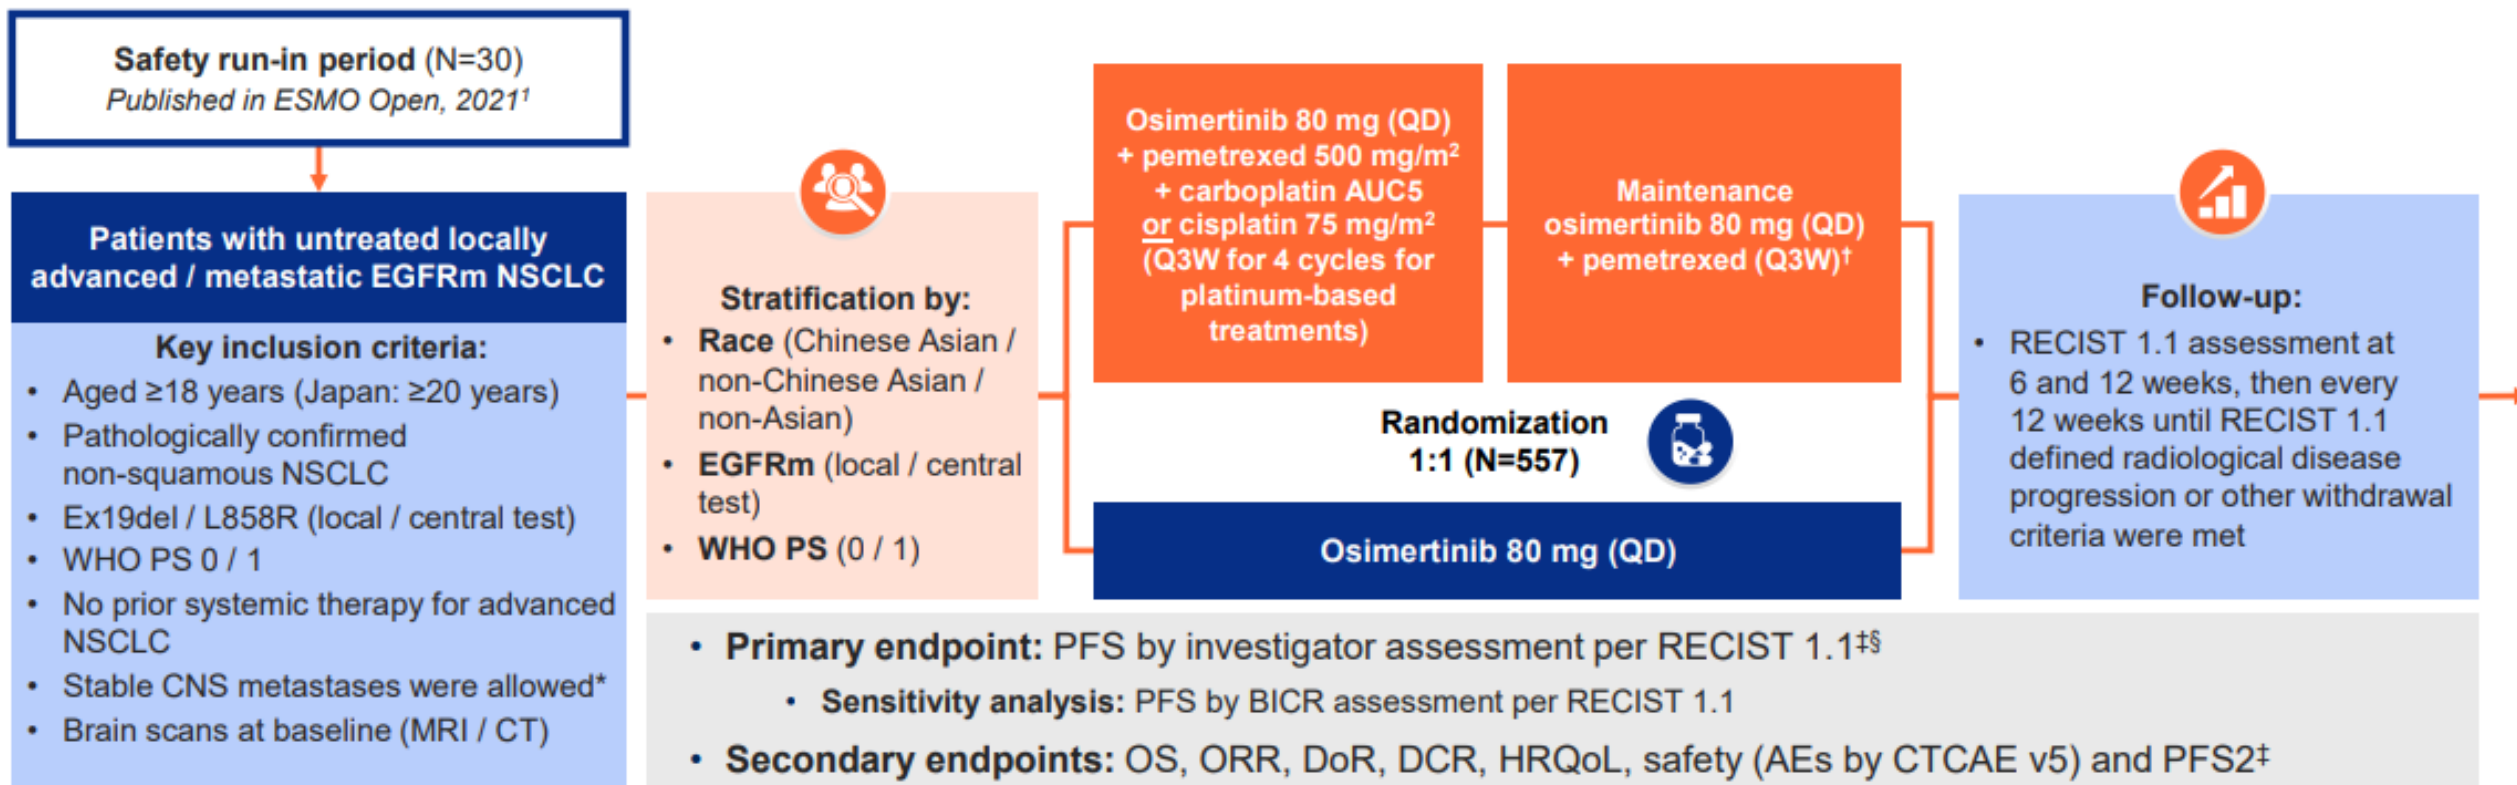 Safety run-in period (N=30)
Published in ESMO Open, 2021¹
Patients with untreated locally
advanced / metastatic EGFRm NSCLC
Key inclusion criteria:
• Aged ≥18 years (Japan: ≥20 years)
• Pathologically confirmed
non-squamous NSCLC
• Ex19del / L858R (local / central test)
• WHO PS 0 / 1
• No prior systemic therapy for advanced
NSCLC
• Stable CNS metastases were allowed*
• Brain scans at baseline (MRI / CT)
Stratification by:
• Race (Chinese Asian /
non-Chinese Asian /
non-Asian)
• EGFRm (local / central
test)
• WHO PS (0 / 1)
Osimertinib 80 mg (QD)
+ pemetrexed 500 mg/m²
+ carboplatin AUC5
or cisplatin 75 mg/m²
(Q3W for 4 cycles for
platinum-based
treatments)
Maintenance
osimertinib 80 mg (QD)
+ pemetrexed (Q3W)†
Randomization
1:1 (N=557)
Osimertinib 80 mg (QD)
Follow-up:
• RECIST 1.1 assessment at
6 and 12 weeks, then every
12 weeks until RECIST 1.1
defined radiological disease
progression or other withdrawal
criteria were met
• Primary endpoint: PFS by investigator assessment per RECIST 1.1‡§
• Sensitivity analysis: PFS by BICR assessment per RECIST 1.1
• Secondary endpoints: OS, ORR, DoR, DCR, HRQoL, safety (AEs by CTCAE v5) and PFS2‡